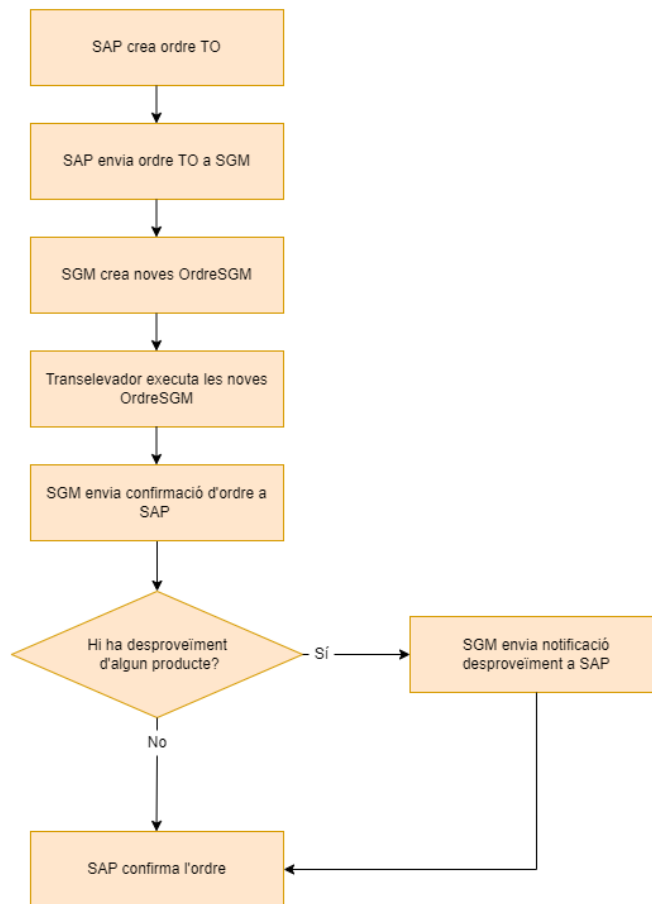 SAP crea ordre TO
SAP envia ordre TO a SGM
SGM crea noves OrdreSGM
Transelevador executa les noves
OrdreSGM
SGM envia confirmació d'ordre a
SAP
Hi ha desproveïment
d'algun producte?
Sí
SGM envia notificació
desproveïment a SAP
No
SAP confirma l'ordre